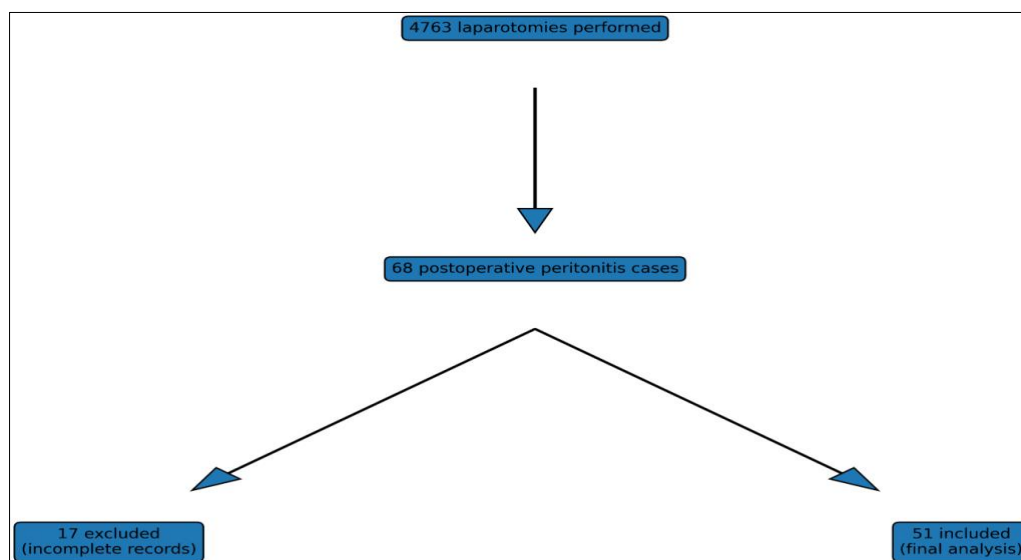 4763 laparotomies performed
68 postoperative peritonitis cases
17 excluded
(incomplete records)
51 included
(final analysis)